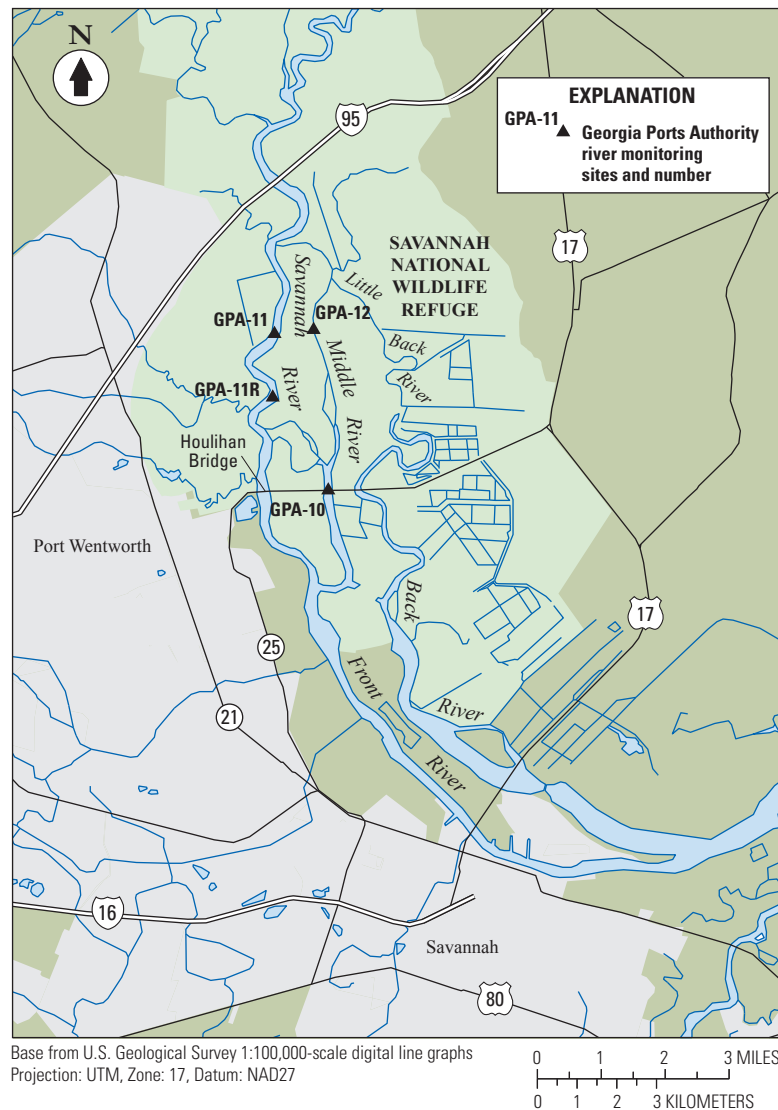 N
EXPLANATION
GPA-11
Georgia Ports Authority
river monitoring
sites and number
95
17
SAVANNAH
NATIONAL
WILDLIFE
REFUGE
Savannah
River
Little
Back
River
GPA-11
GPA-12
Middle
River
GPA-11R
Houlihan
Bridge
GPA-10
Port Wentworth
Back
River
17
25
21
Front
River
16
Savannah
80
Base from U.S. Geological Survey 1:100,000-scale digital line graphs
Projection: UTM, Zone: 17, Datum: NAD27
0 1 2 3 MILES
0 1 2 3 KILOMETERS